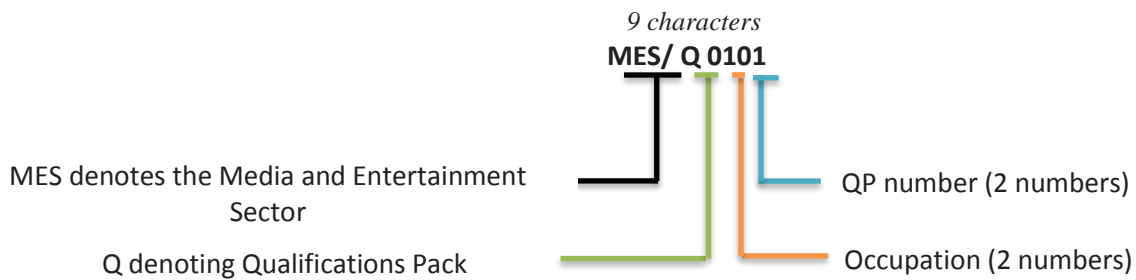 9 characters
MES/ Q 0101
MES denotes the Media and Entertainment
Sector
QP number (2 numbers)
Q denoting Qualifications Pack
Occupation (2 numbers)